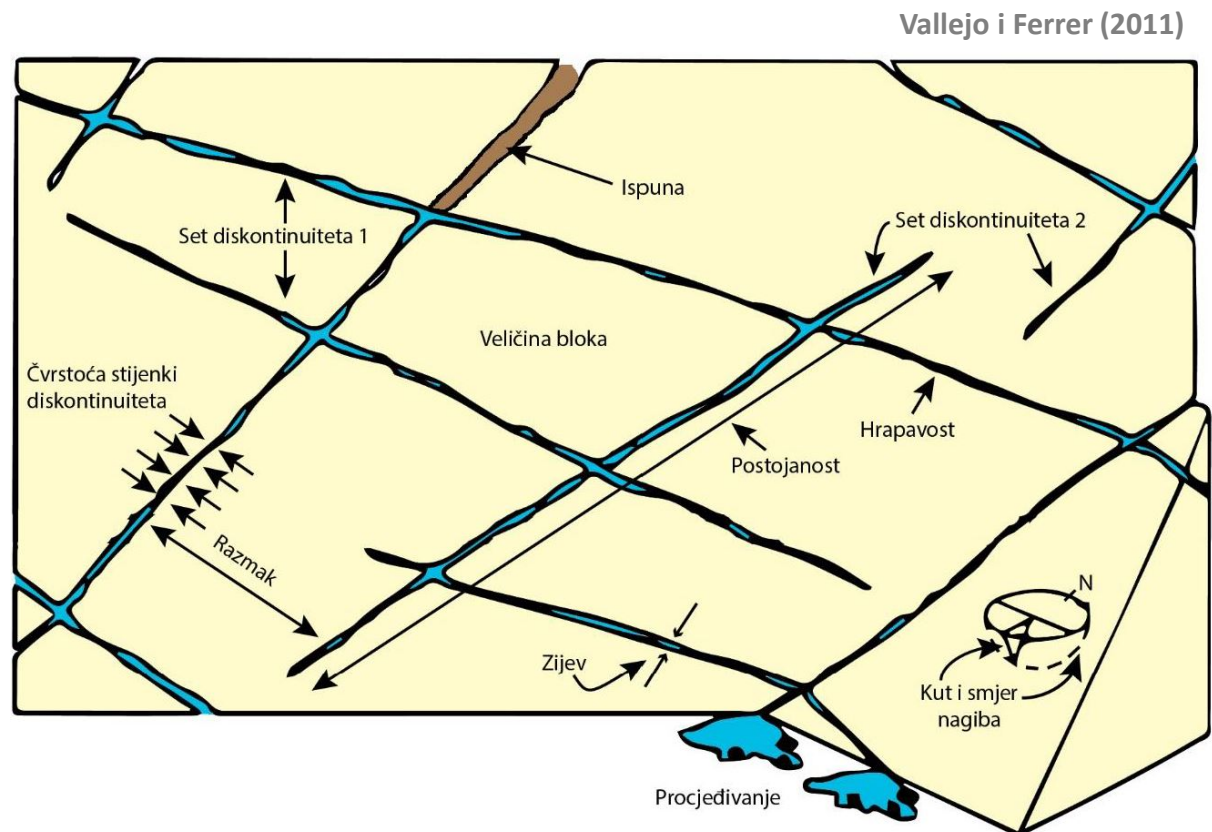 Vallejo i Ferrer (2011)
Ispuna
Set diskontinuiteta 1
Set diskontinuiteta 2
Veličina bloka
Čvrstoća stijenki
diskontinuiteta
Hrapavost
Postojanost
Razmak
N
Zijev
Kut i smjer
nagiba
Procjeđivanje